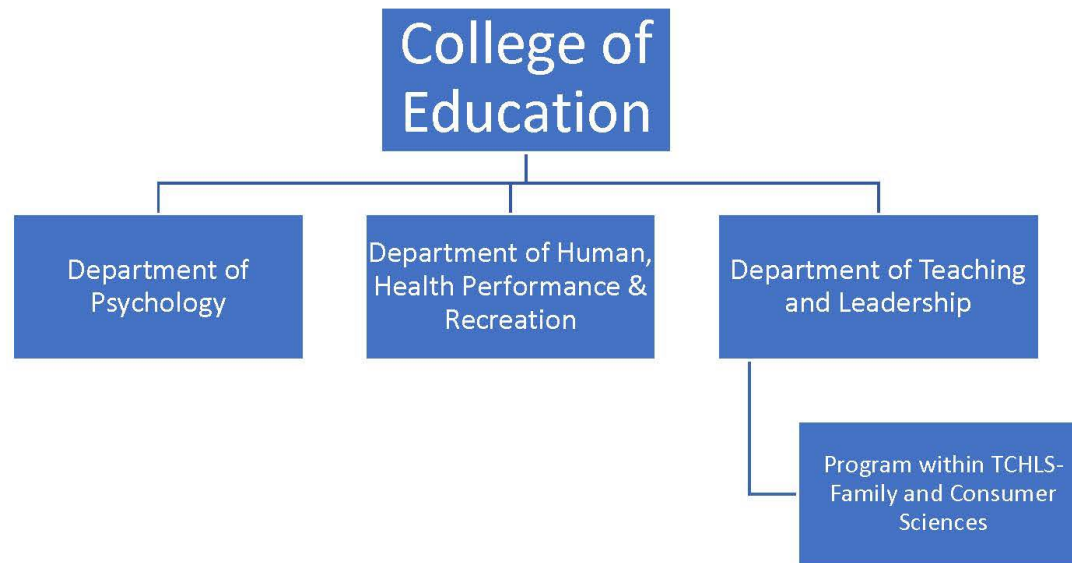 College of
Education
Department of
Psychology
Department of Human,
Health Performance &
Recreation
Department of Teaching
and Leadership
Program within TCHLS-
Family and Consumer
Sciences